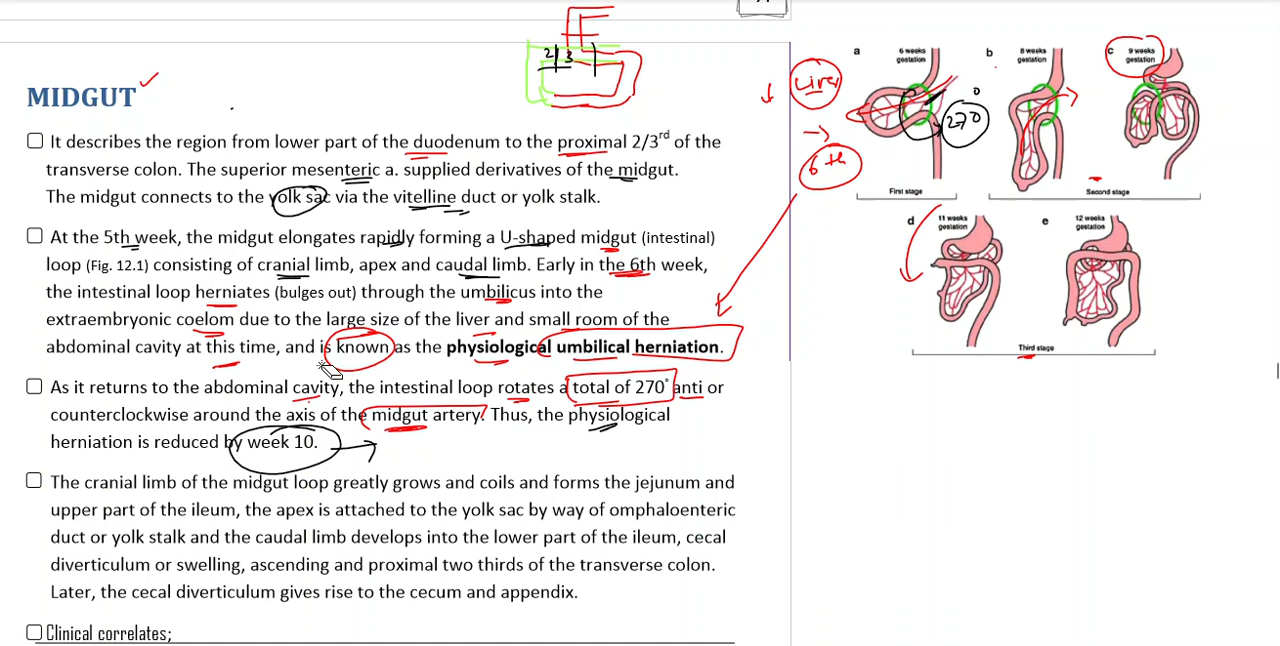 2/3
MIDGUT
It describes the region from lower part of the duodenum to the proximal 2/3rd of the
transverse colon. The superior mesenteric a. supplied derivatives of the midgut.
The midgut connects to the yolk sac via the vitelline duct or yolk stalk.
At the 5th week, the midgut elongates rapidly forming a U-shaped midgut (intestinal)
loop (Fig. 12.1) consisting of cranial limb, apex and caudal limb. Early in the 6th week,
the intestinal loop herniates (bulges out) through the umbilicus into the
extraembryonic coelom due to the large size of the liver and small room of the
abdominal cavity at this time, and is known as the physiological umbilical herniation.
As it returns to the abdominal cavity, the intestinal loop rotates a total of 270° anti or
counterclockwise around the axis of the midgut artery. Thus, the physiological
herniation is reduced by week 10.
The cranial limb of the midgut loop greatly grows and coils and forms the jejunum and
upper part of the ileum, the apex is attached to the yolk sac by way of omphaloenteric
duct or yolk stalk and the caudal limb develops into the lower part of the ileum, cecal
diverticulum or swelling, ascending and proximal two thirds of the transverse colon.
Later, the cecal diverticulum gives rise to the cecum and appendix.
Clinical correlates;
Liver
6th
a
6 weeks
gestation
270°
b
8 weeks
gestation
c
9 weeks
gestation
First stage
Second stage
d
11 weeks
gestation
e
12 weeks
gestation
Third stage